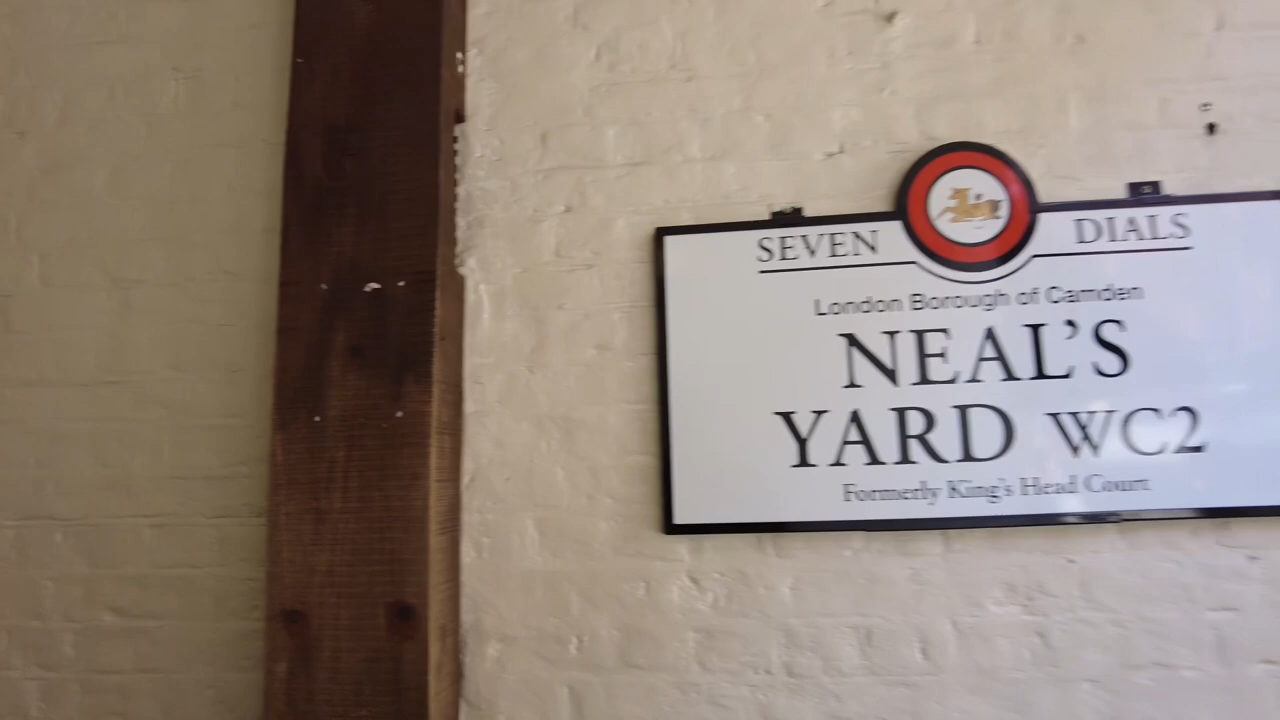 SEVEN DIALS
London Borough of Camden
NEAL'S
YARD WC2
Formerly King's Head Court